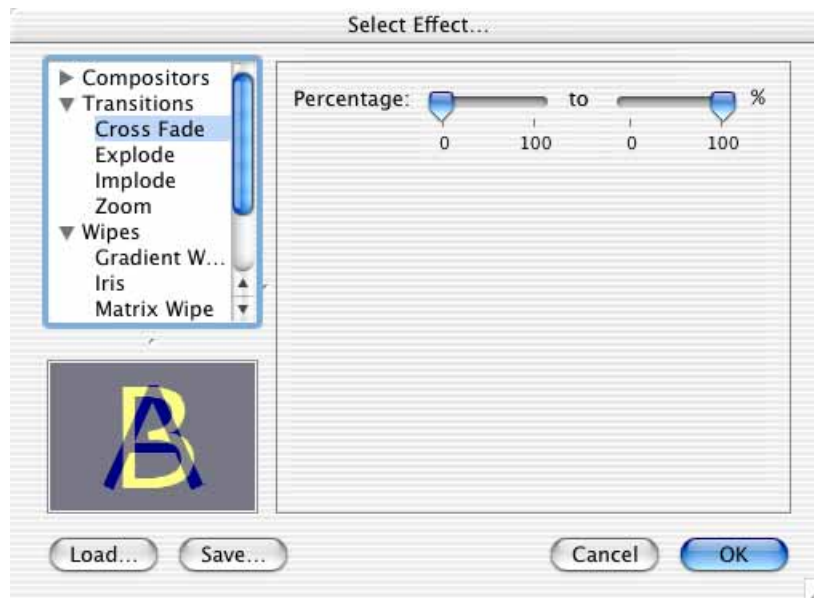 Select Effect...
Compositors
Transitions
Cross Fade
Explode
Implode
Zoom
Wipes
Gradient W...
Iris
Matrix Wipe
Percentage: to %
0 100 0 100
A B
Load... Save... Cancel OK